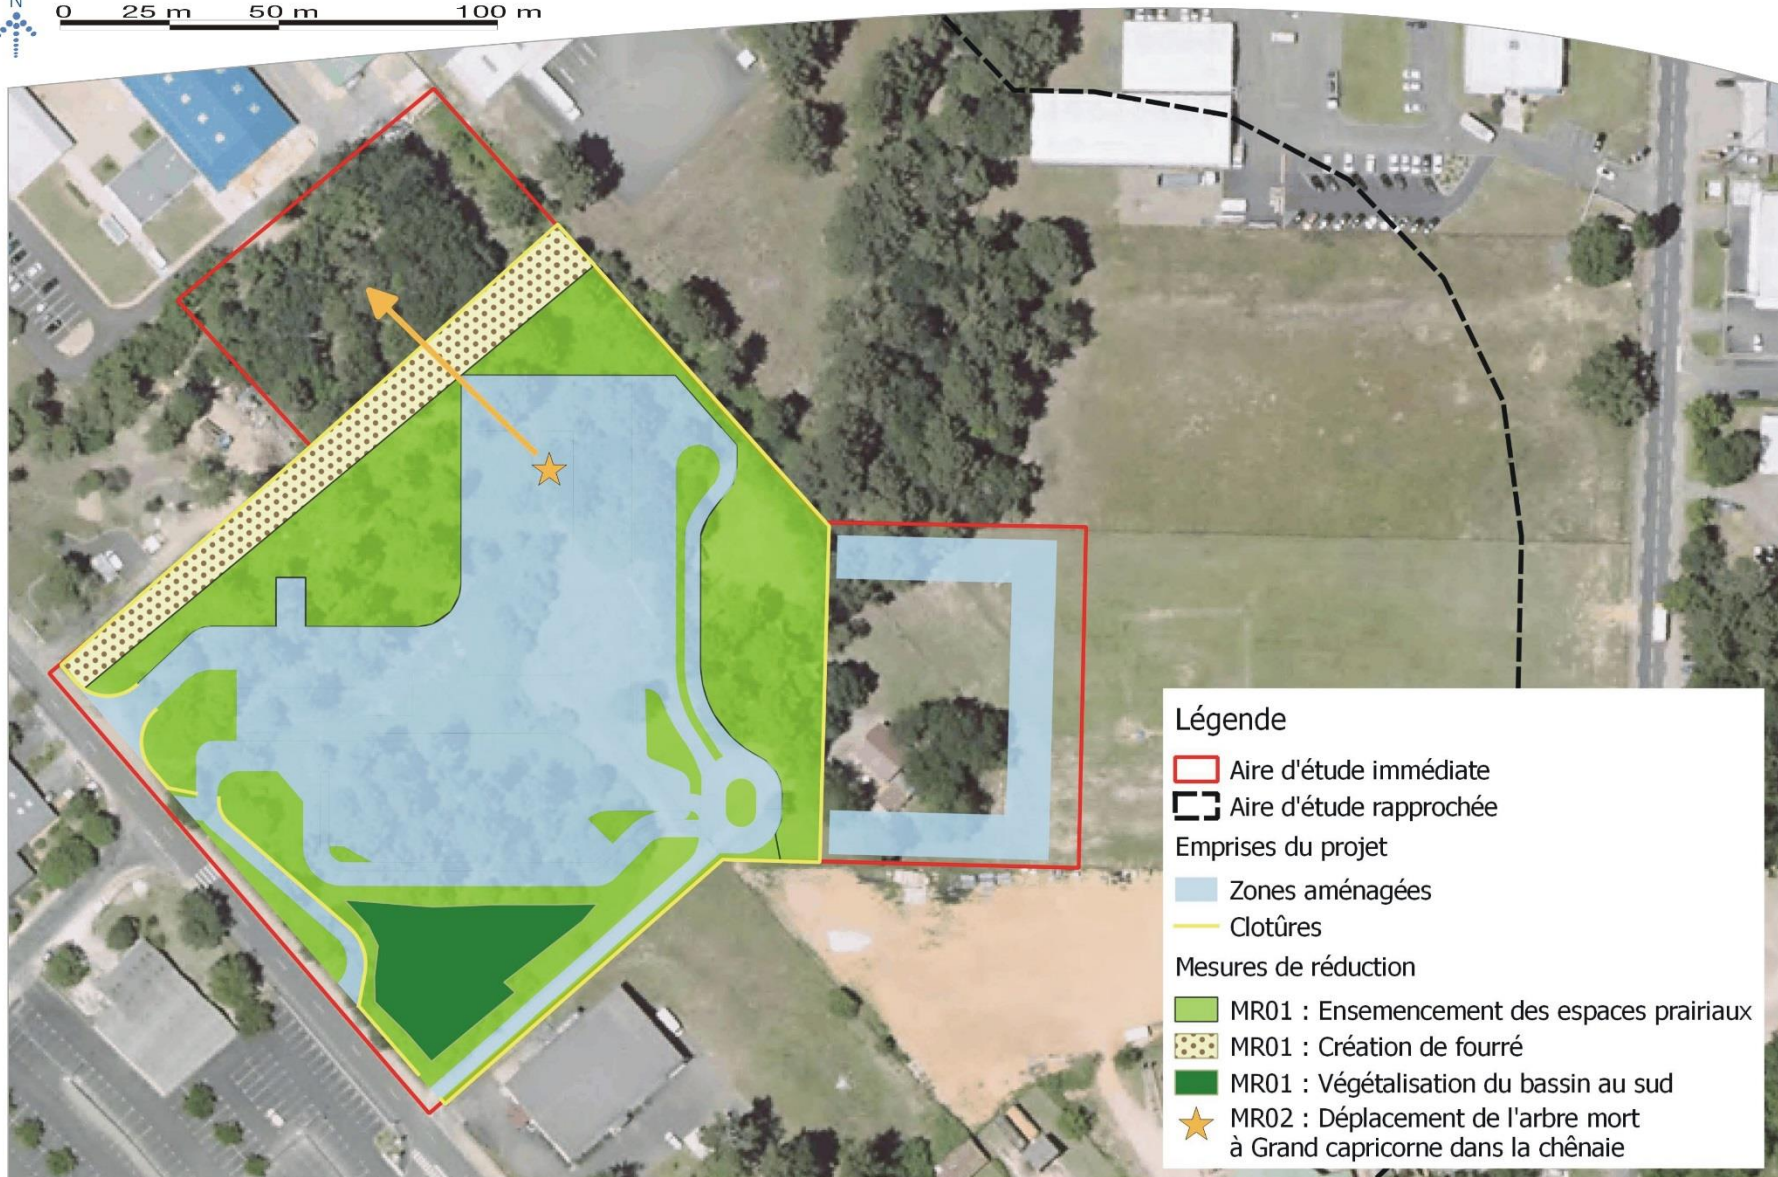 N
0 25 m 50 m 100 m
Légende
Aire d'étude immédiate
Aire d'étude rapprochée
Emprises du projet
Zones aménagées
Clotûres
Mesures de réduction
MR01 : Ensemencement des espaces prairiaux
MR01 : Création de fourré
MR01 : Végétalisation du bassin au sud
MR02 : Déplacement de l'arbre mort
à Grand capricorne dans la chênaie